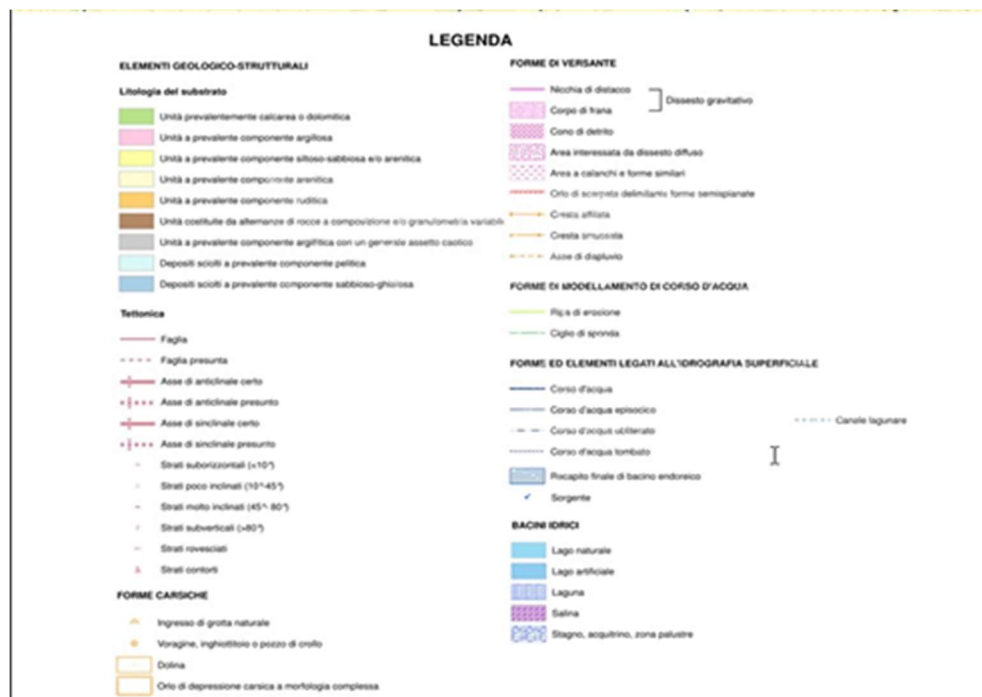 LEGENDA
ELEMENTI GEOLOGICO-STRUTTURALI
Litologia del substrato
Unità prevalentemente calcarea o dolomitica
Unità a prevalente componente argillosa
Unità a prevalente componente siltoso-sabbiosa e/o arenitica
Unità a prevalente componente arenitica
Unità a prevalente componente ruditica
Unità costituite da alternanze di rocce a composizione e/o granulometria variabile
Unità a prevalente componente argillitica con un generale assetto caotico
Depositi sciolti a prevalente componente pelitica
Depositi sciolti a prevalente componente sabbioso-ghiaiosa
Tettonica
Faglia
Faglia presunta
Asse di anticlinale certo
Asse di anticlinale presunto
Asse di sinclinale certo
Asse di sinclinale presunto
Strati suborizzontali (<10°)
Strati poco inclinati (10°-45°)
Strati molto inclinati (45°- 80°)
Strati subverticali (>80°)
Strati rovesciati
Strati contorti
FORME CARSICHE
Ingresso di grotta naturale
Voragine, inghiottitoio o pozzo di crollo
Dolina
Orlo di depressione carsica a morfologia complessa
FORME DI VERSANTE
Nicchia di distacco
Corpo di frana
Dissesto gravitativo
Cono di detrito
Area interessata da dissesto diffuso
Area a calanchi e forme similari
Orlo di scarpata delimitante forme semispianate
Cresta affilata
Cresta smussata
Asse di displuvio
FORME DI MODELLAMENTO DI CORSO D'ACQUA
Ripa di erosione
Ciglio di sponda
FORME ED ELEMENTI LEGATI ALL'IDROGRAFIA SUPERFICIALE
Corso d'acqua
Corso d'acqua episodico
Corso d'acqua obliterato
Corso d'acqua tombato
Canale lagunare
Recapito finale di bacino endoreico
Sorgente
BACINI IDRICI
Lago naturale
Lago artificiale
Laguna
Salina
Stagno, acquitrino, zona palustre